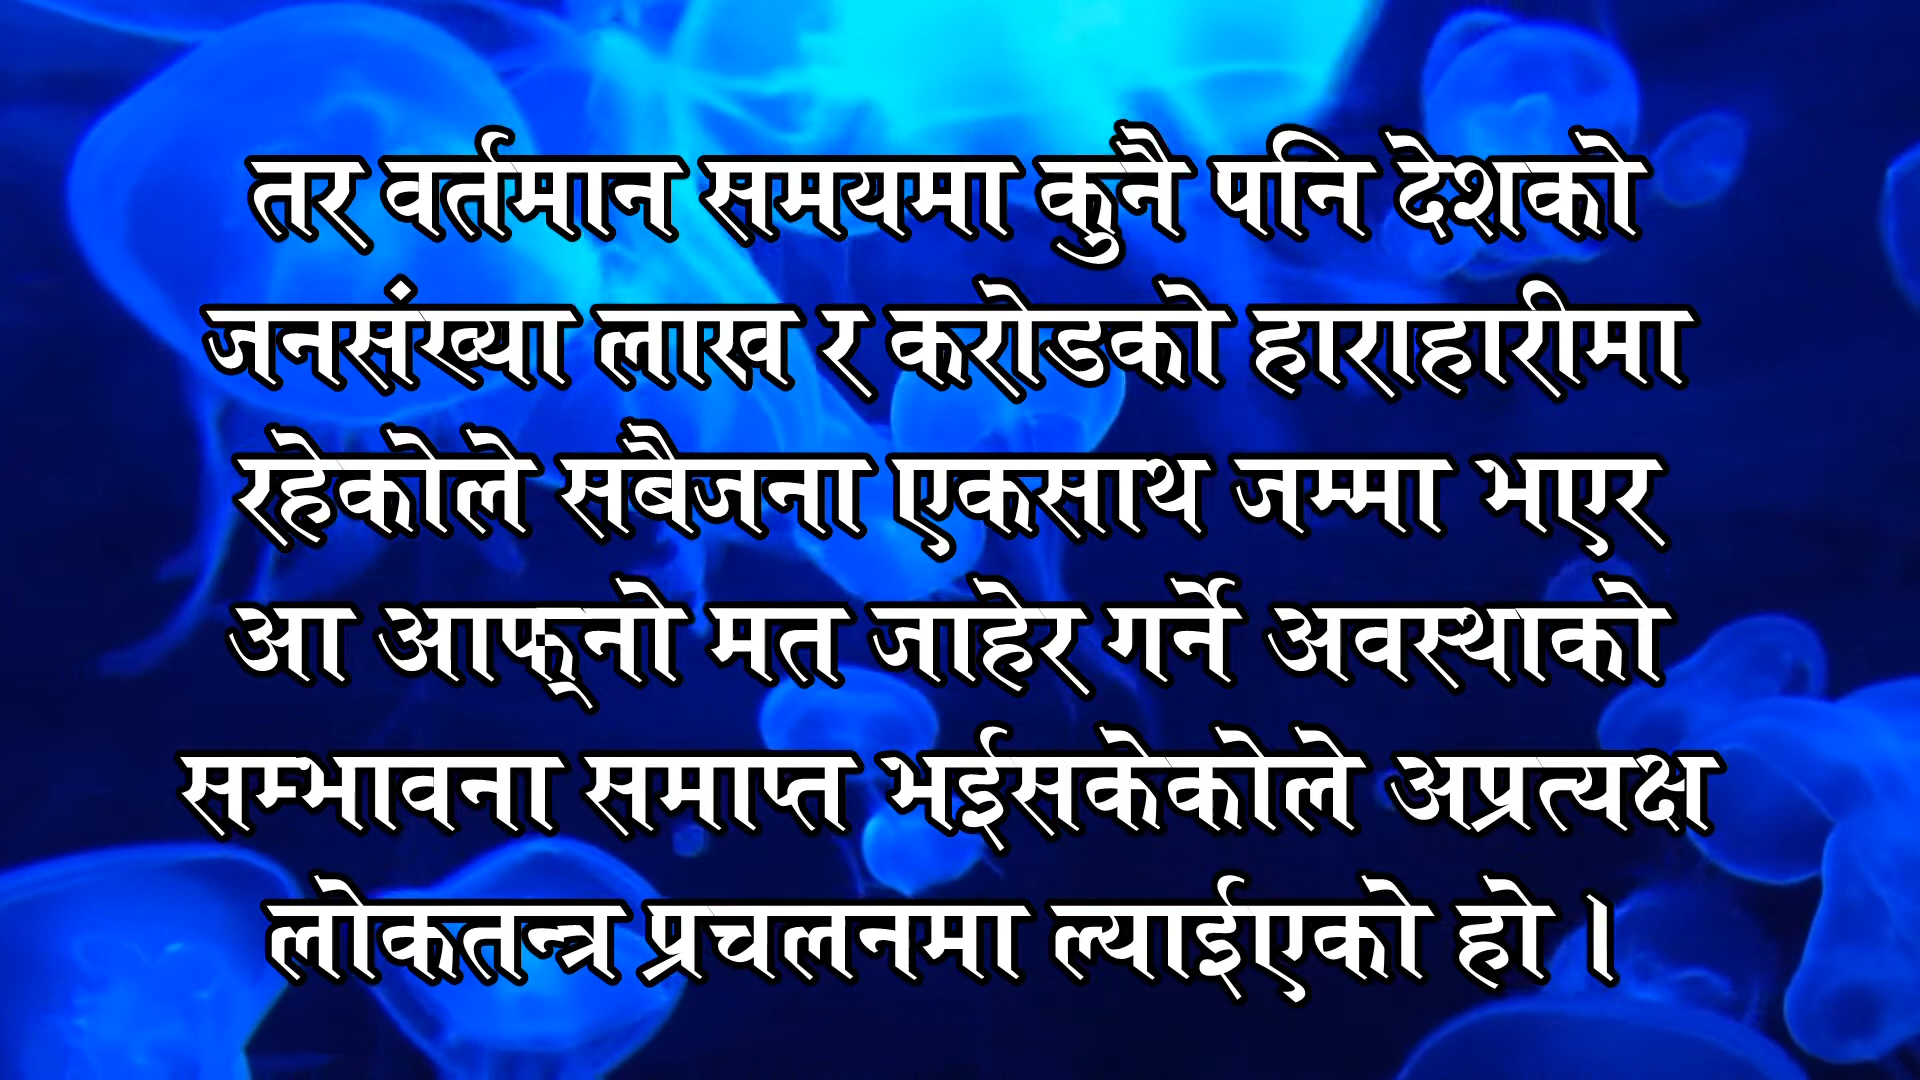 तर वर्तमान समयमा कुनै पनि देशको
जनसंख्या लाख र करोडको हाराहारीमा
रहेकोले सबैजना एकसाथ जम्मा भएर
आ आफ्‌नो मत जाहेर गर्ने अवस्थाको
सम्भावना समाप्त भईसकेकोले अप्रत्यक्ष
लोकतन्त्र प्रचलनमा ल्याईएको हो ।